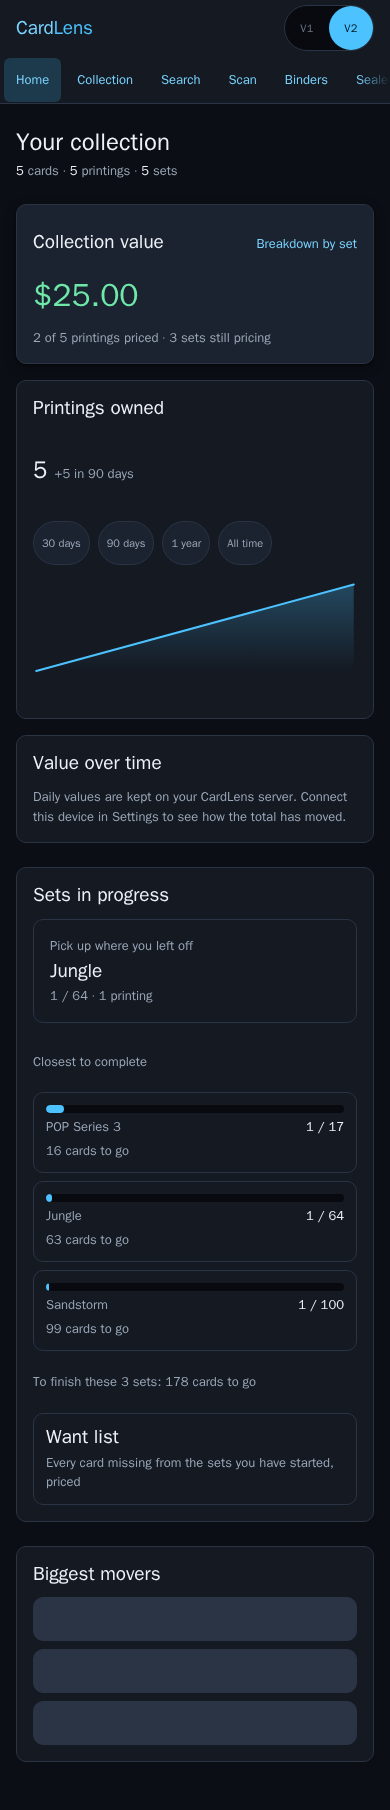 CardLens
V1
V2
Home
Collection
Search
Scan
Binders
Seale
Your collection
5 cards · 5 printings · 5 sets
Collection value
Breakdown by set
$25.00
2 of 5 printings priced · 3 sets still pricing
Printings owned
5 +5 in 90 days
30 days
90 days
1 year
All time
Value over time
Daily values are kept on your CardLens server. Connect
this device in Settings to see how the total has moved.
Sets in progress
Pick up where you left off
Jungle
1 / 64 · 1 printing
Closest to complete
POP Series 3
1 / 17
16 cards to go
Jungle
1 / 64
63 cards to go
Sandstorm
1 / 100
99 cards to go
To finish these 3 sets: 178 cards to go
Want list
Every card missing from the sets you have started,
priced
Biggest movers